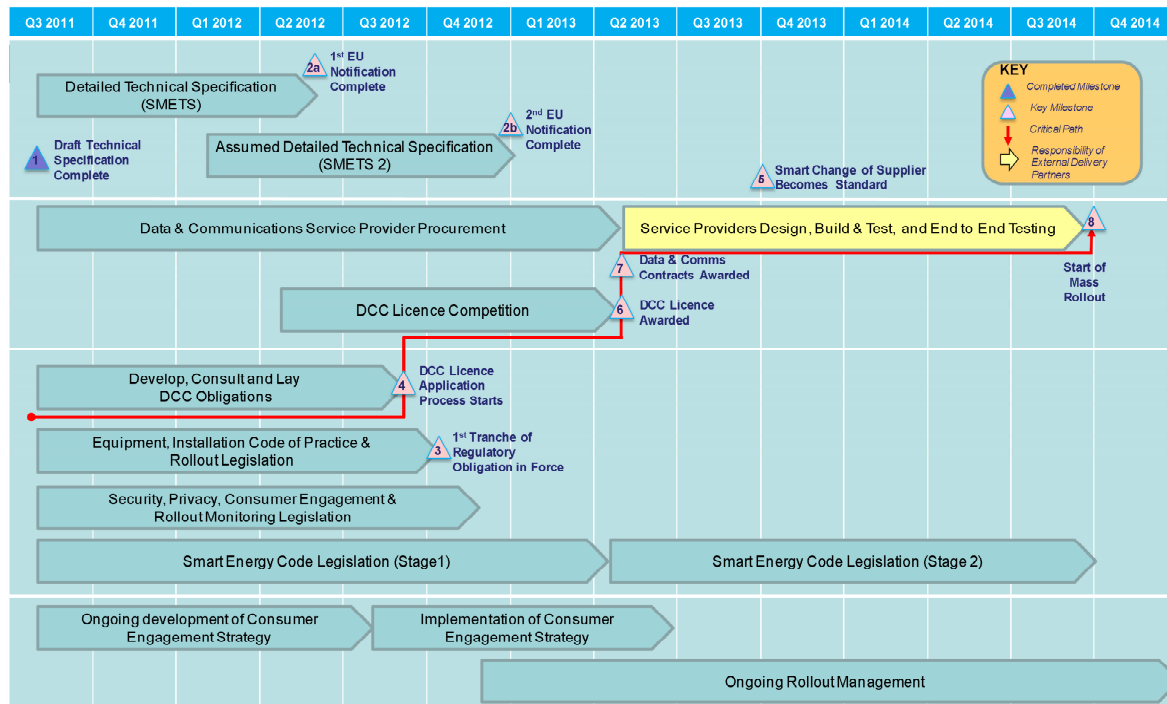 Q3 2011 Q4 2011 Q1 2012 Q2 2012 Q3 2012 Q4 2012 Q1 2013 Q2 2013 Q3 2013 Q4 2013 Q1 2014 Q2 2014 Q3 2014 Q4 2014
Detailed Technical Specification
(SMETS)
2a
1st EU
Notification
Complete
1
Draft Technical
Specification
Complete
Assumed Detailed Technical Specification
(SMETS 2)
2b
2nd EU
Notification
Complete
5
Smart Change of Supplier
Becomes Standard
KEY
Completed Milestone
Key Milestone
Critical Path
Responsibility of
External Delivery
Partners
Data & Communications Service Provider Procurement
Service Providers Design, Build & Test, and End to End Testing
8
Start of
Mass
Rollout
7
Data & Comms
Contracts Awarded
DCC Licence Competition
6
DCC Licence
Awarded
Develop, Consult and Lay
DCC Obligations
4
DCC Licence
Application
Process Starts
Equipment, Installation Code of Practice &
Rollout Legislation
3
1st Tranche of
Regulatory
Obligation in Force
Security, Privacy, Consumer Engagement &
Rollout Monitoring Legislation
Smart Energy Code Legislation (Stage1)
Smart Energy Code Legislation (Stage 2)
Ongoing development of Consumer
Engagement Strategy
Implementation of Consumer
Engagement Strategy
Ongoing Rollout Management